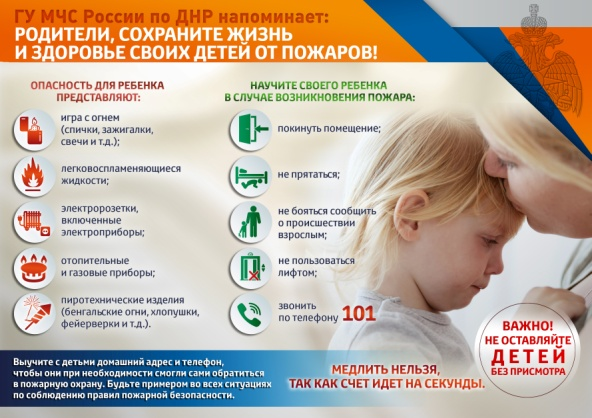 ГУ МЧС России по ДНР напоминает:
РОДИТЕЛИ, СОХРАНИТЕ ЖИЗНЬ
И ЗДОРОВЬЕ СВОИХ ДЕТЕЙ ОТ ПОЖАРОВ!
ОПАСНОСТЬ ДЛЯ РЕБЕНКА
ПРЕДСТАВЛЯЮТ:
игра с огнем
(спички, зажигалки,
свечи и т.д.);
легковоспламеняющиеся
жидкости;
электророзетки,
включенные
электроприборы;
отопительные
и газовые приборы;
пиротехнические изделия
(бенгальские огни, хлопушки,
фейерверки и т.д.).
НАУЧИТЕ СВОЕГО РЕБЕНКА
В СЛУЧАЕ ВОЗНИКНОВЕНИЯ ПОЖАРА:
покинуть помещение;
не прятаться;
не бояться сообщить
о происшествии
взрослым;
не пользоваться
лифтом;
звонить
по телефону 101
ВАЖНО!
НЕ ОСТАВЛЯЙТЕ
ДЕТЕЙ
БЕЗ ПРИСМОТРА
Выучите с детьми домашний адрес и телефон,
чтобы они при необходимости смогли сами обратиться
в пожарную охрану. Будьте примером во всех ситуациях
по соблюдению правил пожарной безопасности.
МЕДЛИТЬ НЕЛЬЗЯ,
ТАК КАК СЧЕТ ИДЕТ НА СЕКУНДЫ.